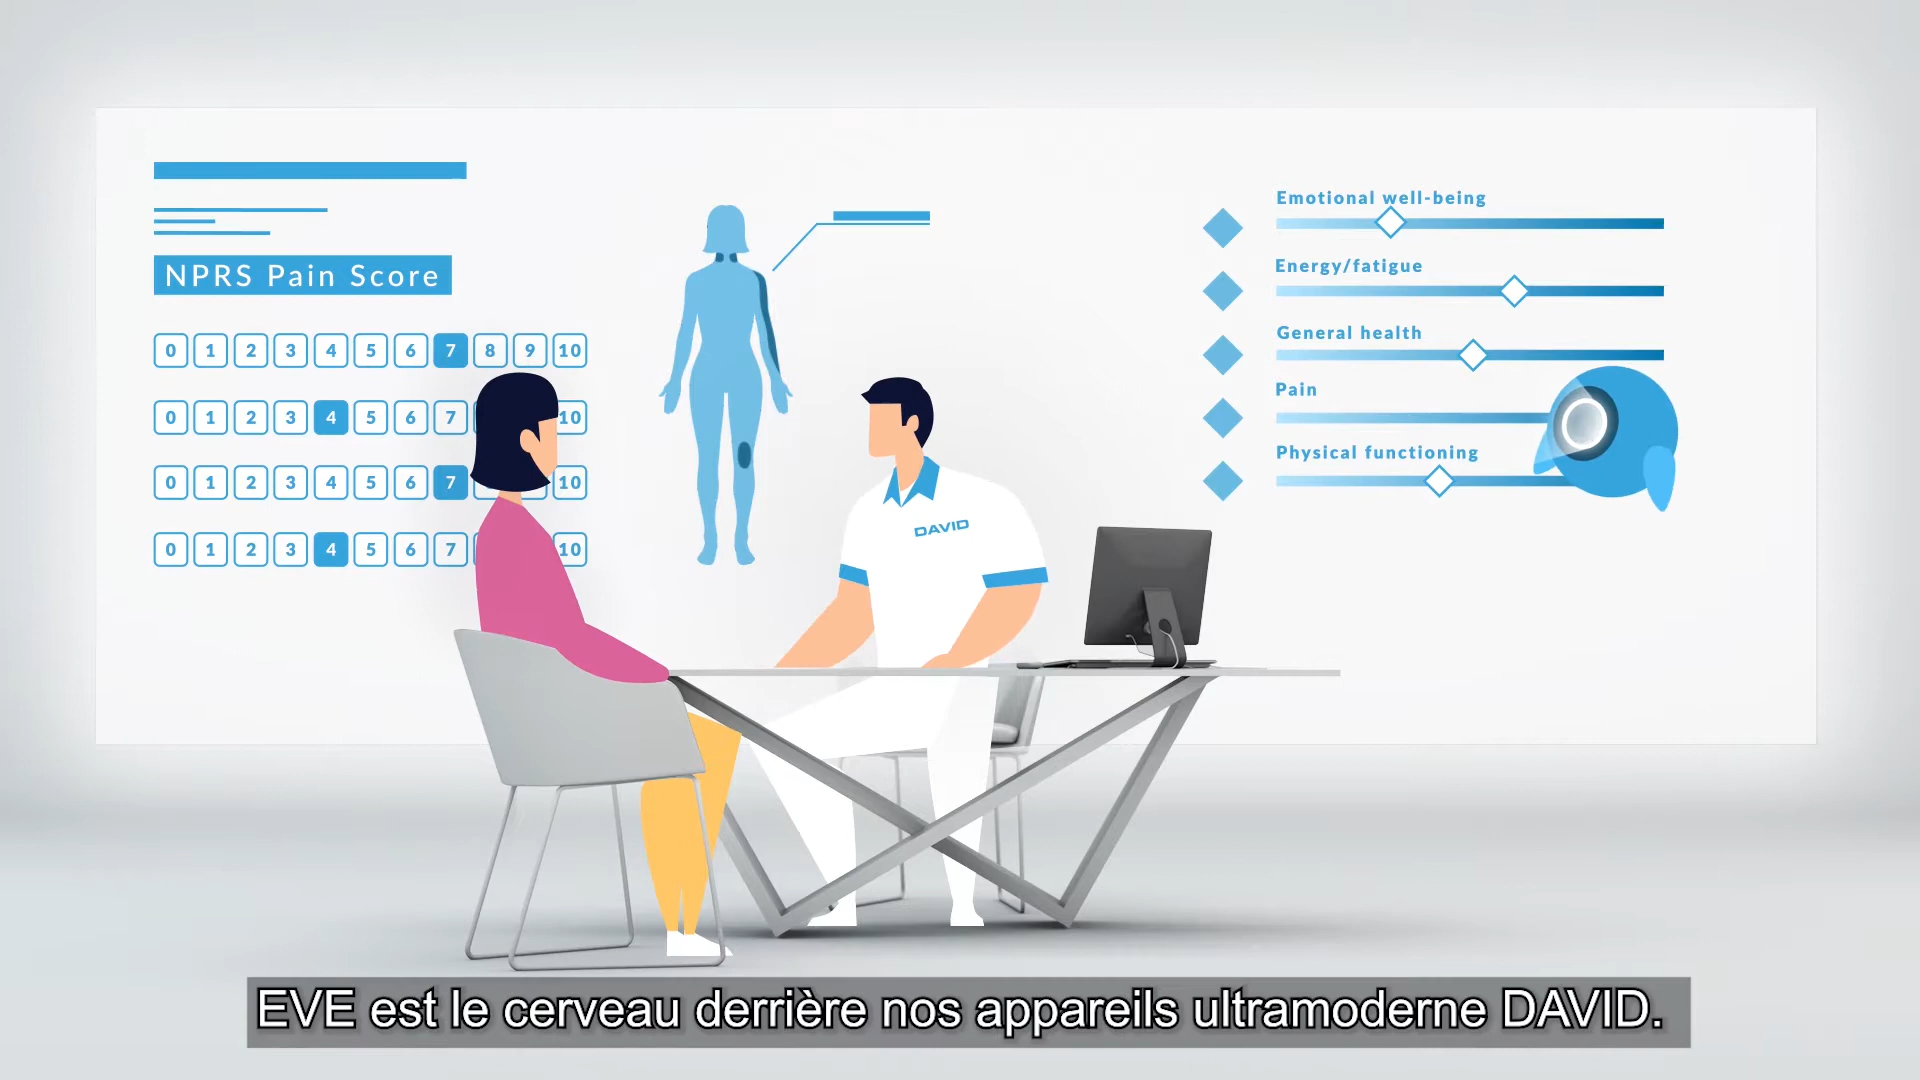 NPRS Pain Score
0 1 2 3 4 5 6 7 8 9 10
0 1 2 3 4 5 6 7 10
0 1 2 3 4 5 6 7 10
0 1 2 3 4 5 6 7 10
Emotional well-being
Energy/fatigue
General health
Pain
Physical functioning
DAVID
EVE est le cerveau derrière nos appareils ultramoderne DAVID.